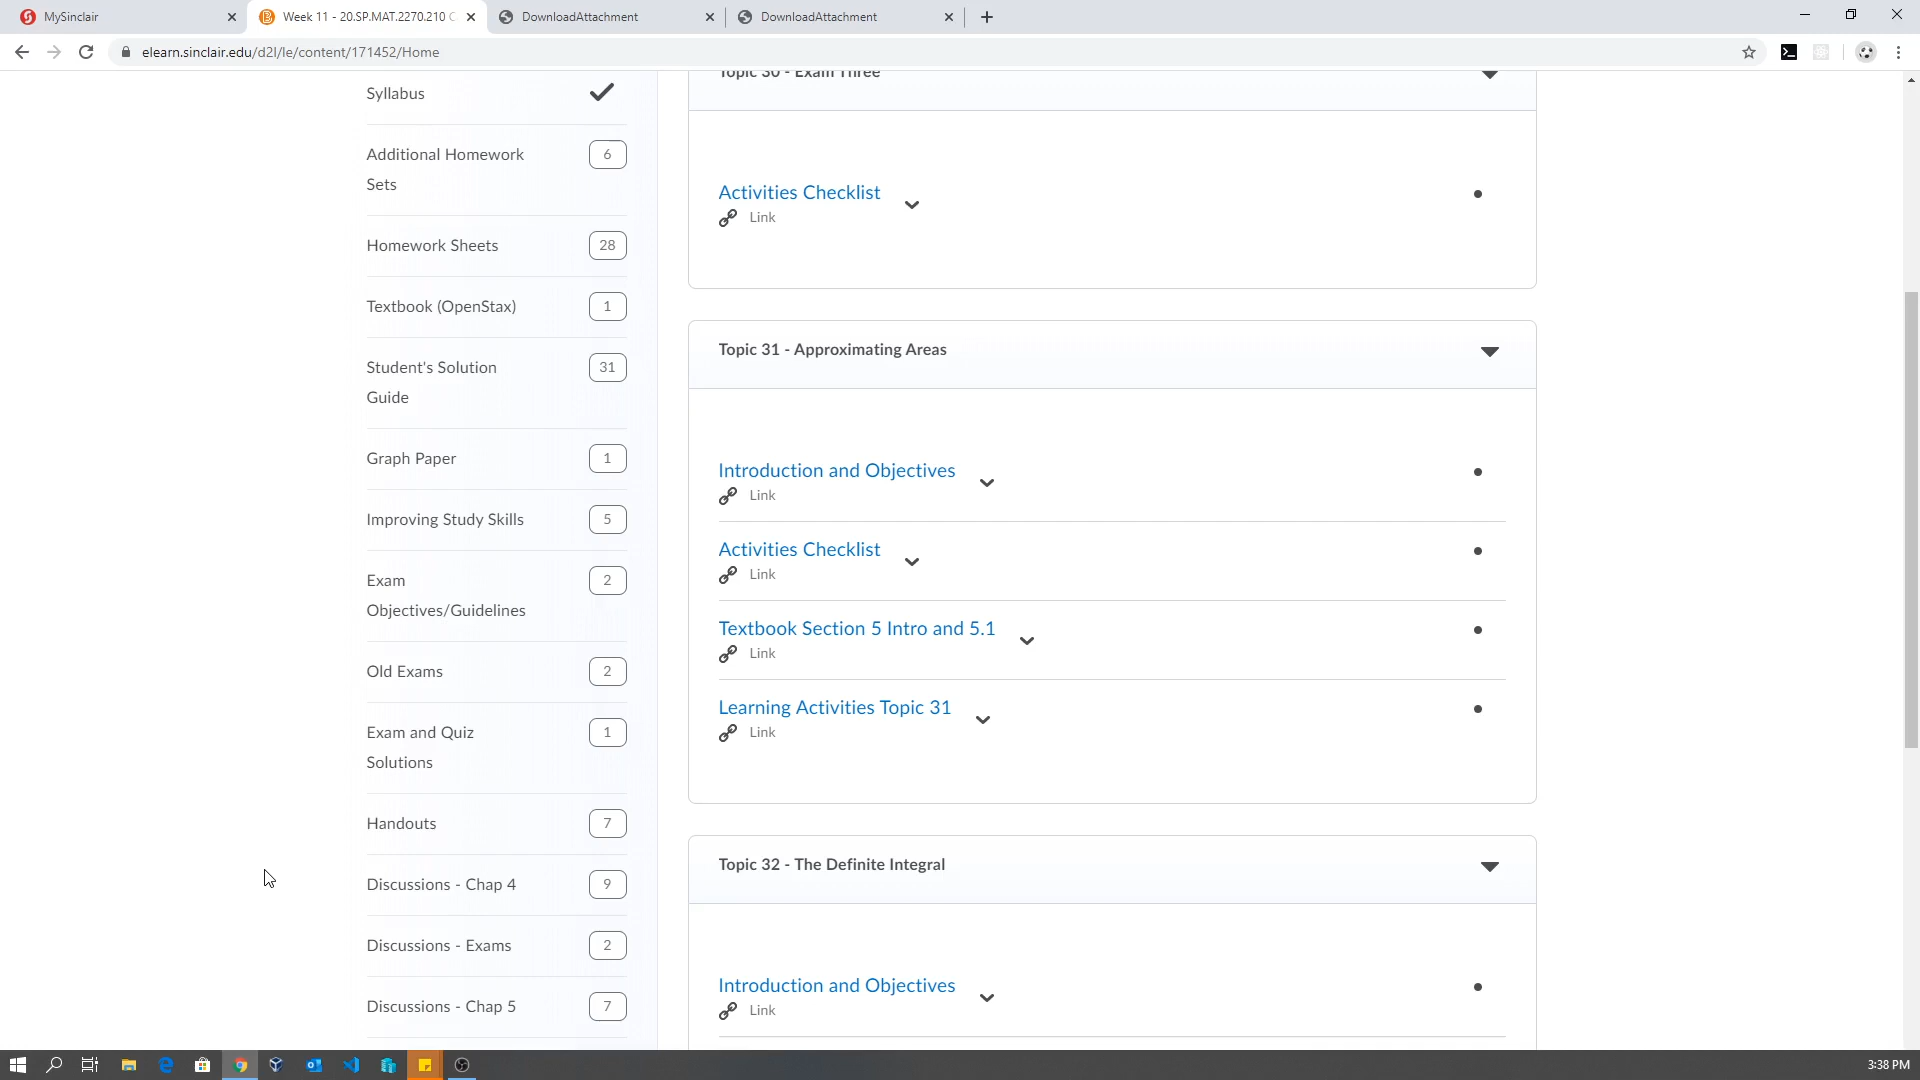 MySinclair
Week 11 - 20.SP.MAT.2270.210 C
DownloadAttachment
DownloadAttachment
elearn.sinclair.edu/d2l/le/content/171452/Home
Syllabus
Additional Homework
Sets
6
Homework Sheets
28
Textbook (OpenStax)
1
Student's Solution
Guide
31
Graph Paper
1
Improving Study Skills
5
Exam
Objectives/Guidelines
2
Old Exams
2
Exam and Quiz
Solutions
1
Handouts
7
Discussions - Chap 4
9
Discussions - Exams
2
Discussions - Chap 5
7
Topic 30 - Exam Three
Activities Checklist
Link
Topic 31 - Approximating Areas
Introduction and Objectives
Link
Activities Checklist
Link
Textbook Section 5 Intro and 5.1
Link
Learning Activities Topic 31
Link
Topic 32 - The Definite Integral
Introduction and Objectives
Link
3:38 PM